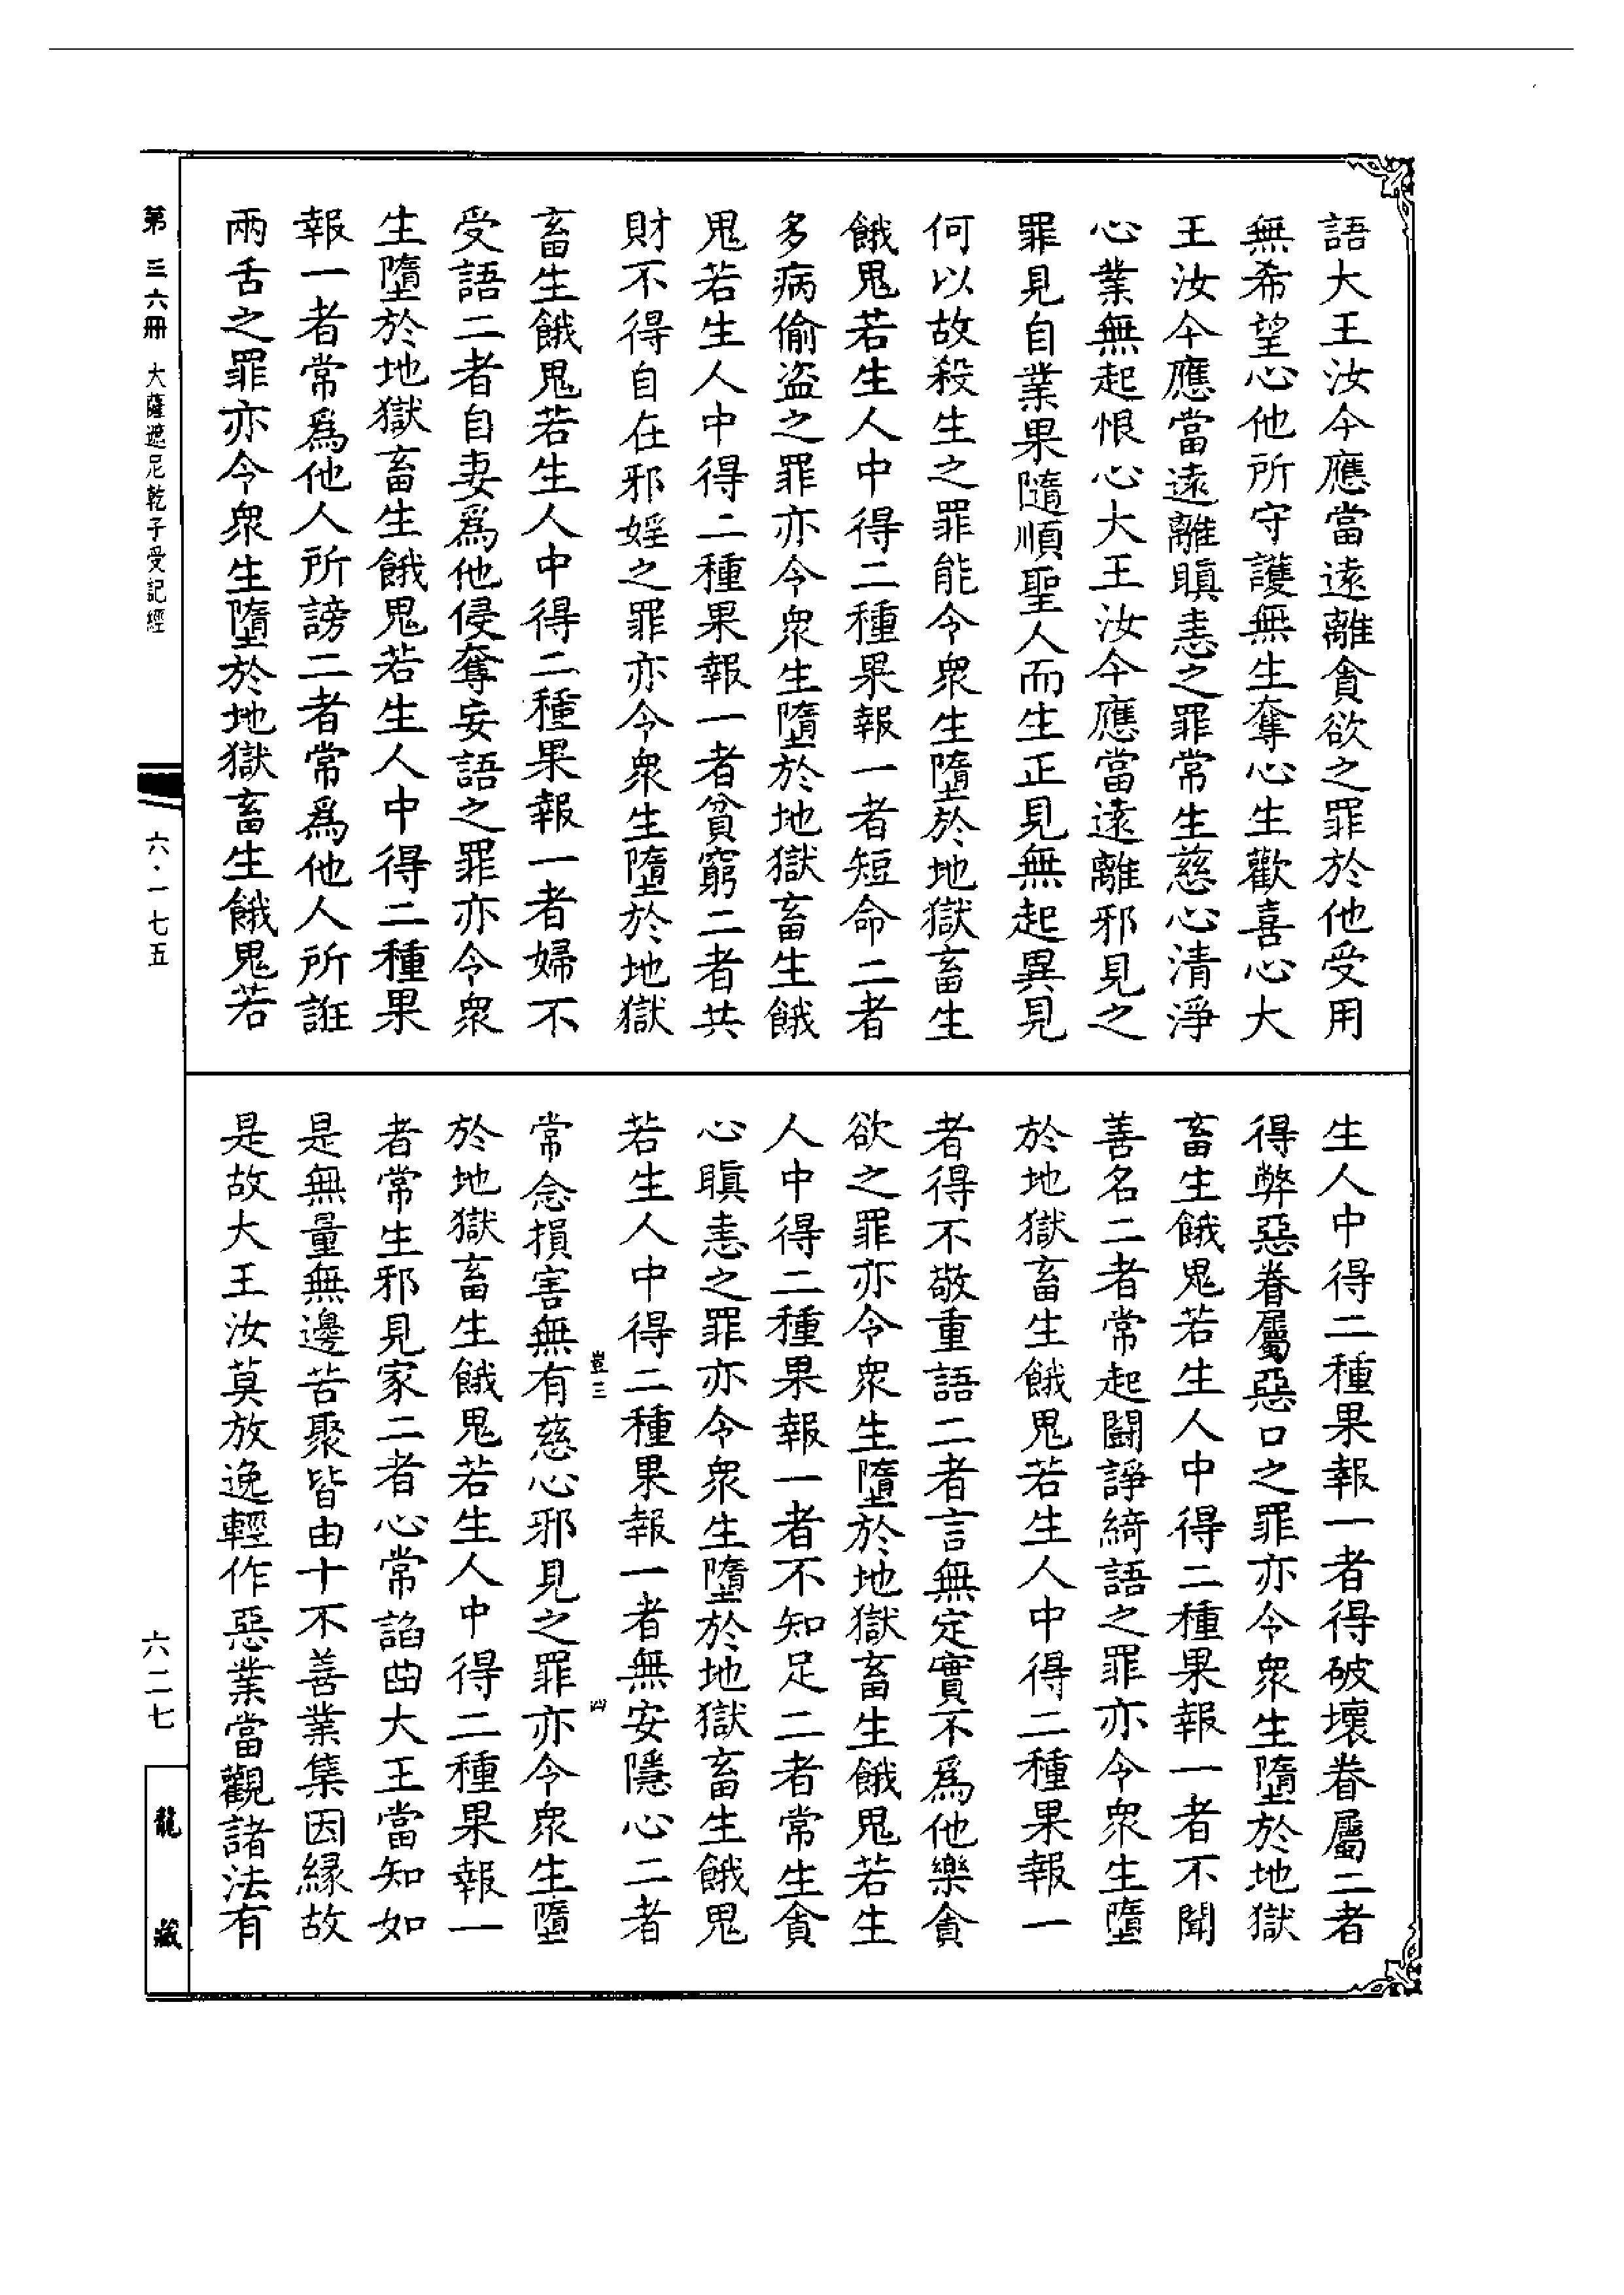 語大王汝今應當遠離貪欲之罪於他受用
無希望心他所守護無生奪心生歡喜心大
王汝今應當遠離瞋恚之罪常生慈心清淨
心業無起恨心大王汝今應當遠離邪見之
罪見自業果隨順聖人而生正見無起異見
何以故殺生之罪能令衆生墮於地獄畜生
餓鬼若生人中得二種果報一者短命二者
多病偷盜之罪亦令衆生墮於地獄畜生餓
鬼若生人中得二種果報一者貧窮二者共
財不得自在邪婬之罪亦令衆生墮於地獄
畜生餓鬼若生人中得二種果報一者婦不
受語二者自妻爲他侵奪妄語之罪亦令衆
生墮於地獄畜生餓鬼若生人中得二種果
報一者常爲他人所謗二者常爲他人所誑
兩舌之罪亦令衆生墮於地獄畜生餓鬼若
生人中得二種果報一者得破壞眷屬二者
得弊惡眷屬惡口之罪亦令衆生墮於地獄
畜生餓鬼若生人中得二種果報一者不聞
善名二者常起鬪諍綺語之罪亦令衆生墮
於地獄畜生餓鬼若生人中得二種果報一
者得不敬重語二者言無定實不爲他樂貪
欲之罪亦令衆生墮於地獄畜生餓鬼若生
人中得二種果報一者不知足二者常生貪
心瞋恚之罪亦令衆生墮於地獄畜生餓鬼
若生人中得二種果報一者無安隱心二者
豈三 四
常念損害無有慈心邪見之罪亦令衆生墮
於地獄畜生餓鬼若生人中得二種果報一
者常生邪見家二者心常諂曲大王當知如
是無量無邊苦聚皆由十不善業集因緣故
是故大王汝莫放逸輕作惡業當觀諸法有
第三六冊 大薩遮尼乾子受記經
六·一七五
六二七
龍藏